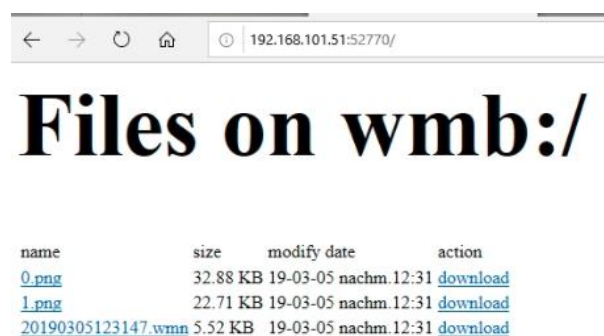 192.168.101.51:52770/
Files on wmb:/
name size modify date action
0.png 32.88 KB 19-03-05 nachm.12:31 download
1.png 22.71 KB 19-03-05 nachm.12:31 download
20190305123147.wmn 5.52 KB 19-03-05 nachm.12:31 download